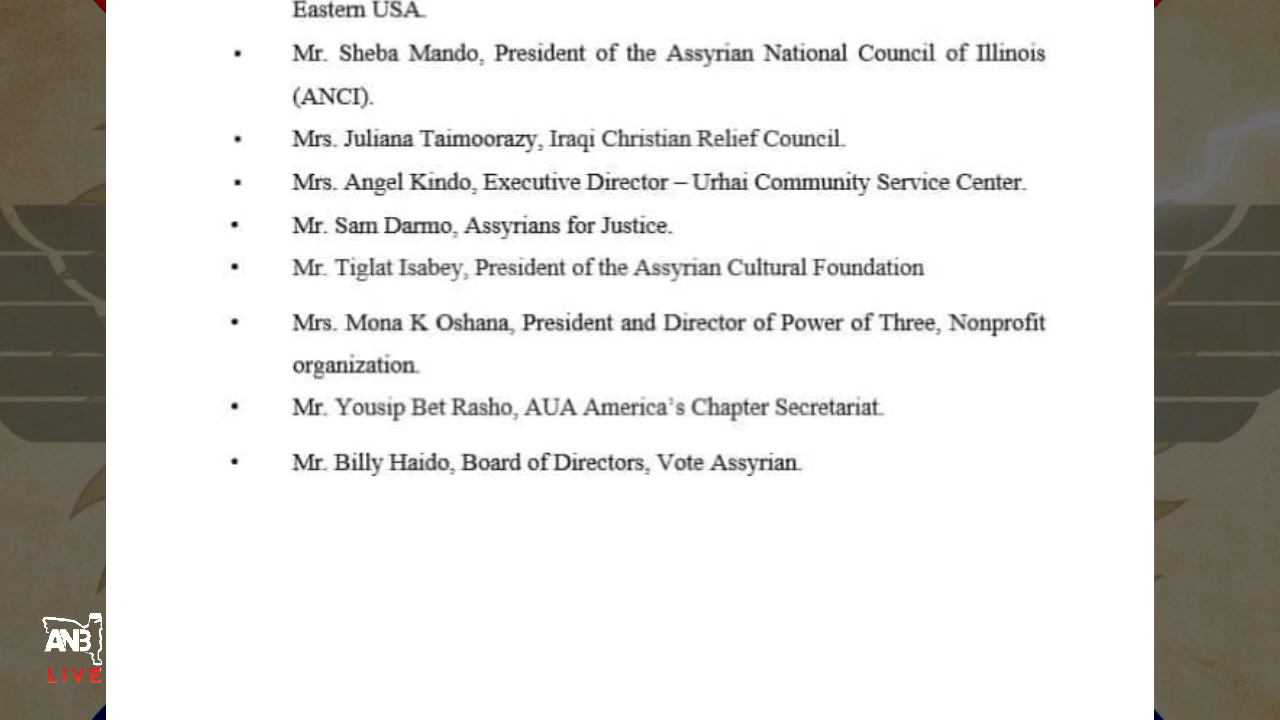 Eastern USA.
• Mr. Sheba Mando, President of the Assyrian National Council of Illinois
(ANCI).
• Mrs. Juliana Taimoorazy, Iraqi Christian Relief Council.
• Mrs. Angel Kindo, Executive Director – Urhai Community Service Center.
• Mr. Sam Darmo, Assyrians for Justice.
• Mr. Tiglat Isabey, President of the Assyrian Cultural Foundation
• Mrs. Mona K Oshana, President and Director of Power of Three, Nonprofit
organization.
• Mr. Yousip Bet Rasho, AUA America's Chapter Secretariat.
• Mr. Billy Haido, Board of Directors, Vote Assyrian.
ANB
LIVE